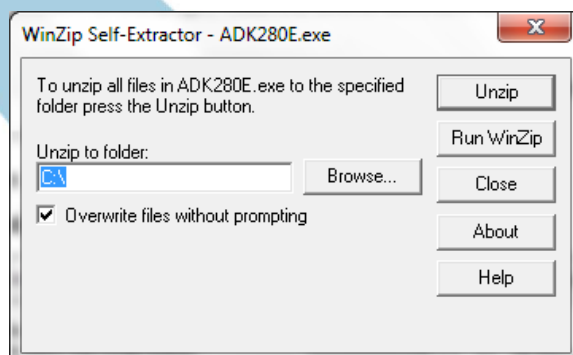 WinZip Self-Extractor - ADK280E.exe
To unzip all files in ADK280E.exe to the specified
folder press the Unzip button.
Unzip to folder:
C:\
Browse...
Overwrite files without prompting
Unzip
Run WinZip
Close
About
Help